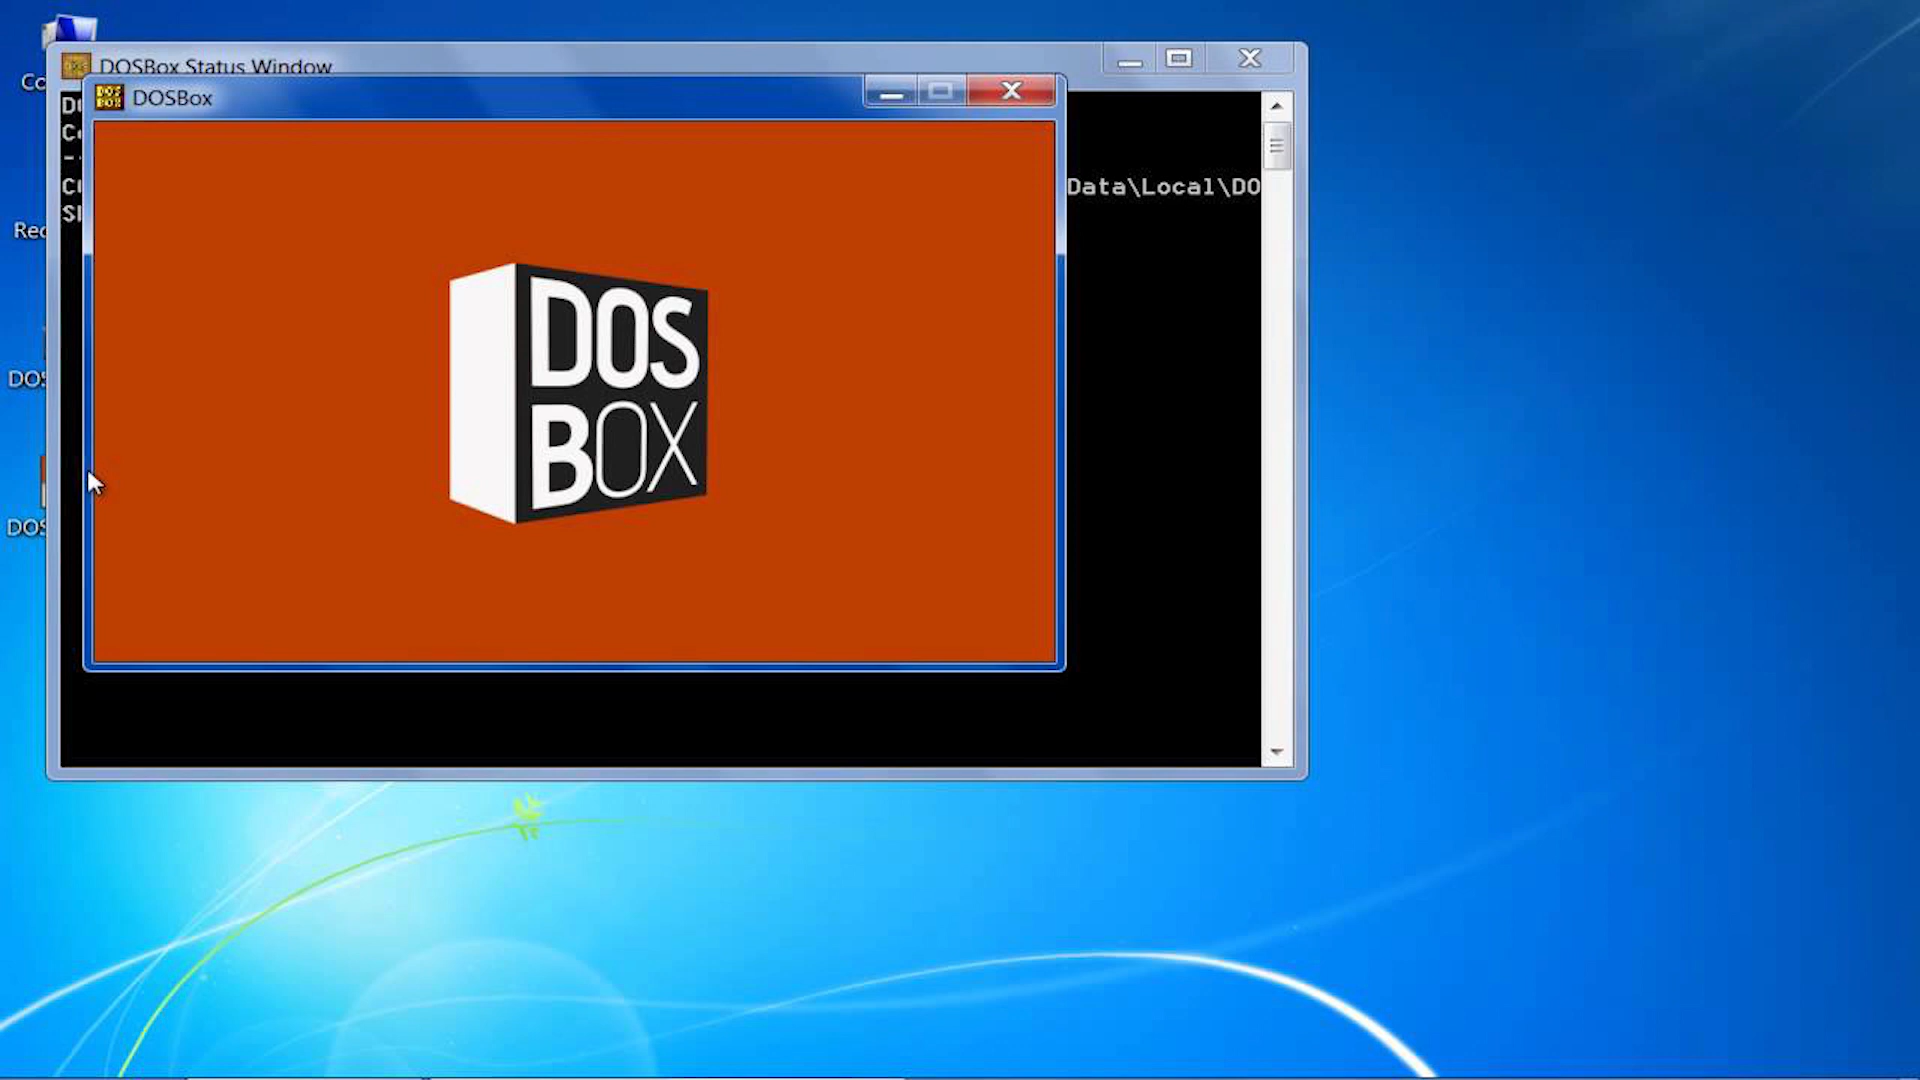 DOSBox Status Window
DOSBox
Data\Local\DO
DOS
BOX